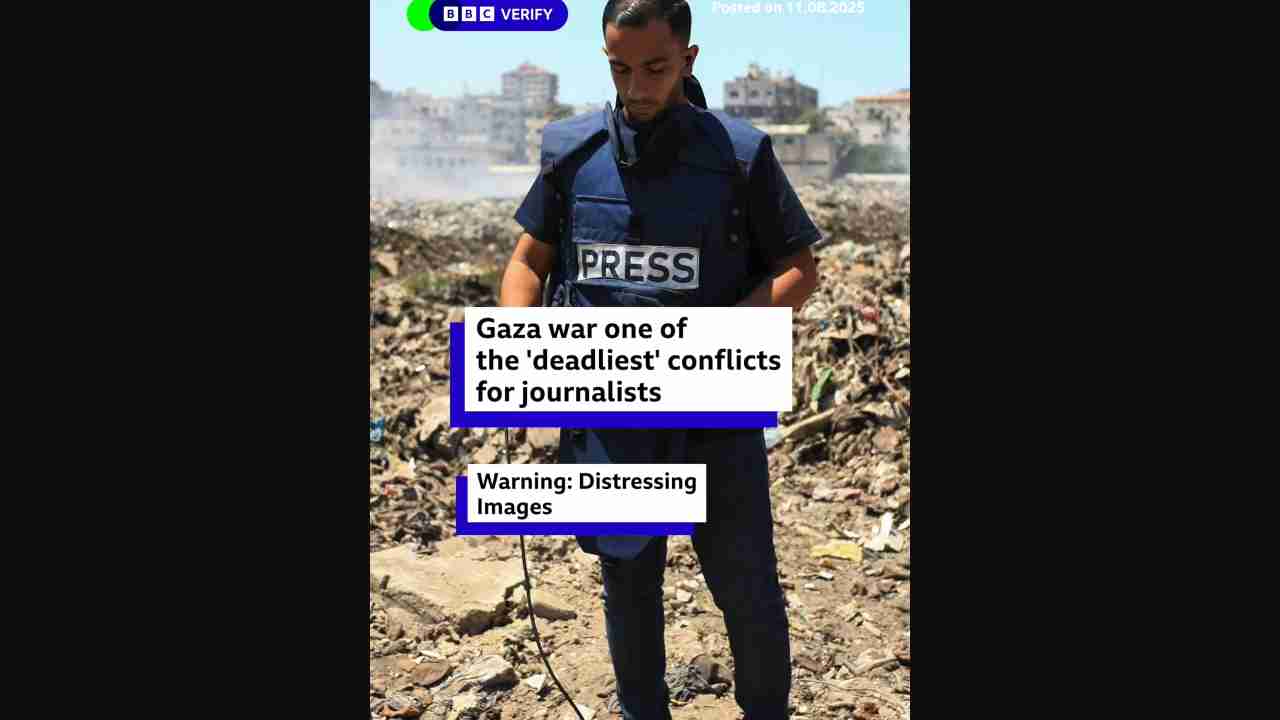 BBC VERIFY
Posted on 11.08.2025
PRESS
Gaza war one of
the 'deadliest' conflicts
for journalists
Warning: Distressing
Images